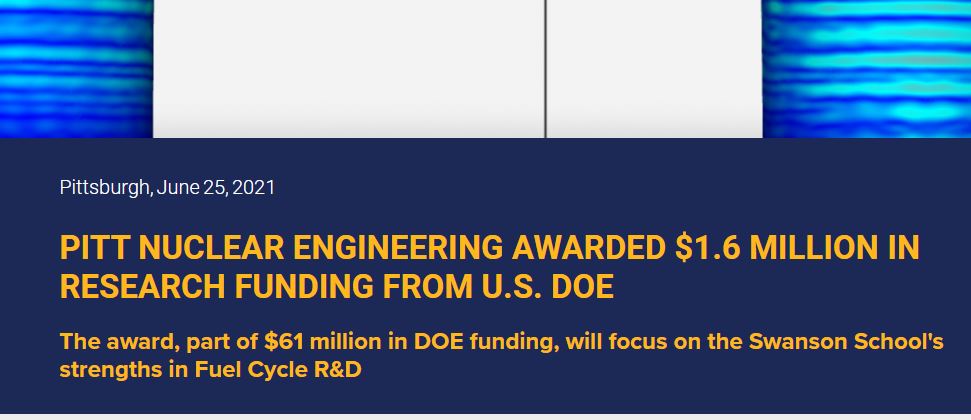 Pittsburgh, June 25, 2021
PITT NUCLEAR ENGINEERING AWARDED $1.6 MILLION IN
RESEARCH FUNDING FROM U.S. DOE
The award, part of $61 million in DOE funding, will focus on the Swanson School's
strengths in Fuel Cycle R&D